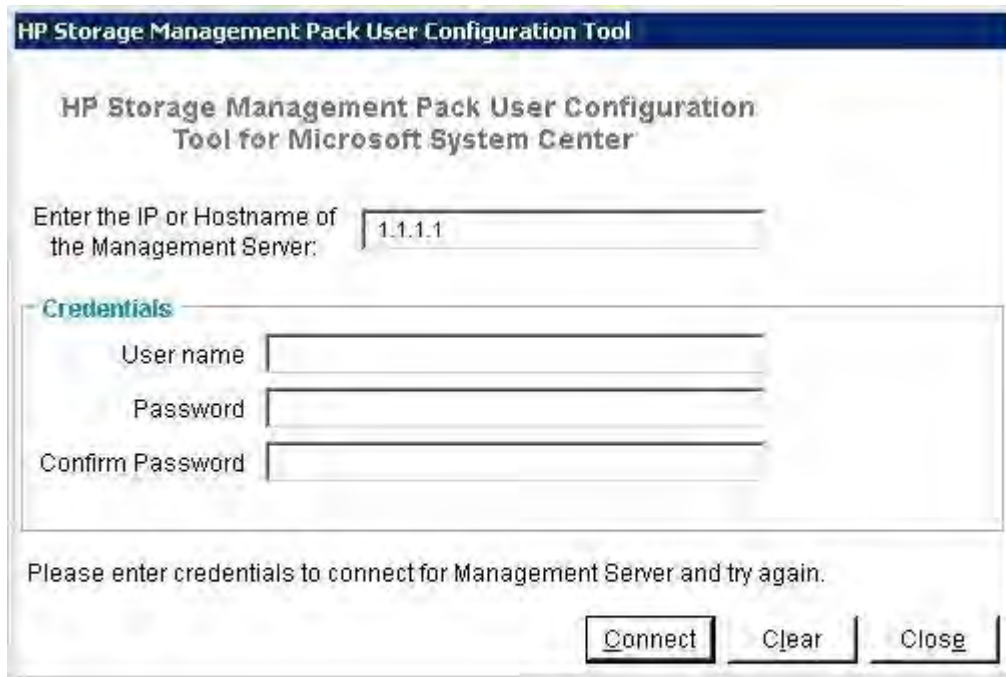 HP Storage Management Pack User Configuration Tool
HP Storage Management Pack User Configuration
Tool for Microsoft System Center
Enter the IP or Hostname of
the Management Server:
1.1.1.1
Credentials
User name
Password
Confirm Password
Please enter credentials to connect for Management Server and try again.
Connect
Clear
Close